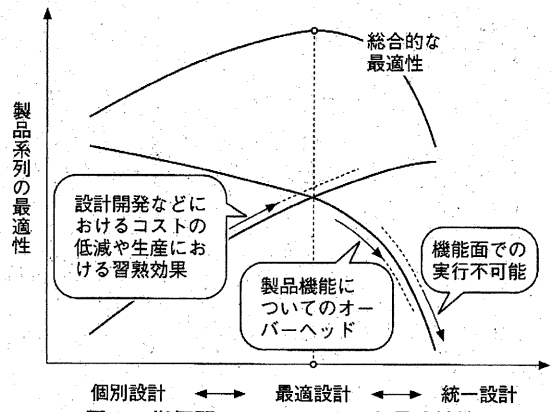 総合的な
最適性
製品系列の最適性
設計開発などに
おけるコストの
低減や生産にお
ける習熟効果
製品機能に
ついてのオー
バーヘッド
機能面での
実行不可能
個別設計 ←→ 最適設計 ←→ 統一設計